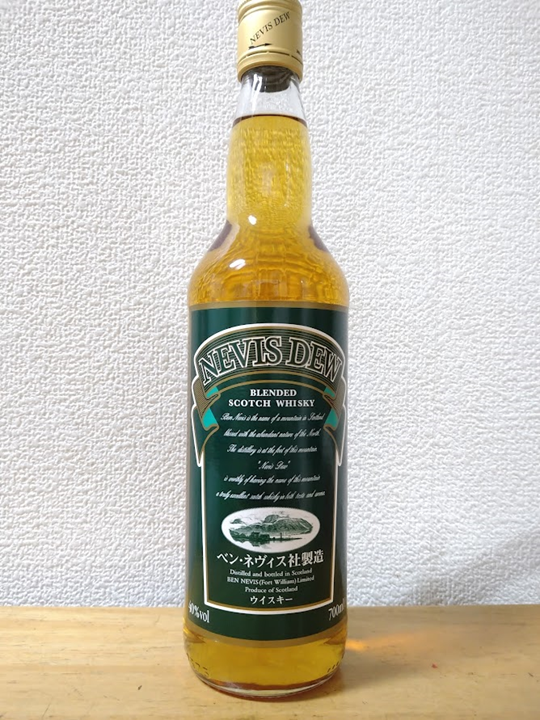 NEVIS DEW
NEVIS DEW
BLENDED
SCOTCH WHISKY
Ben Nevis is the name of a mountain in Scotland
blessed with the abundant nature of the North.
The distillery is at the foot of this mountain.
"Nevis Dew"
is worthy of bearing the name of this mountain
a truly excellent scotch whisky in both taste and aroma.
ベン・ネヴィス社製造
Distilled and bottled in Scotland
BEN NEVIS (Fort William) Limited
Produce of Scotland
ウイスキー
40%vol
700ml